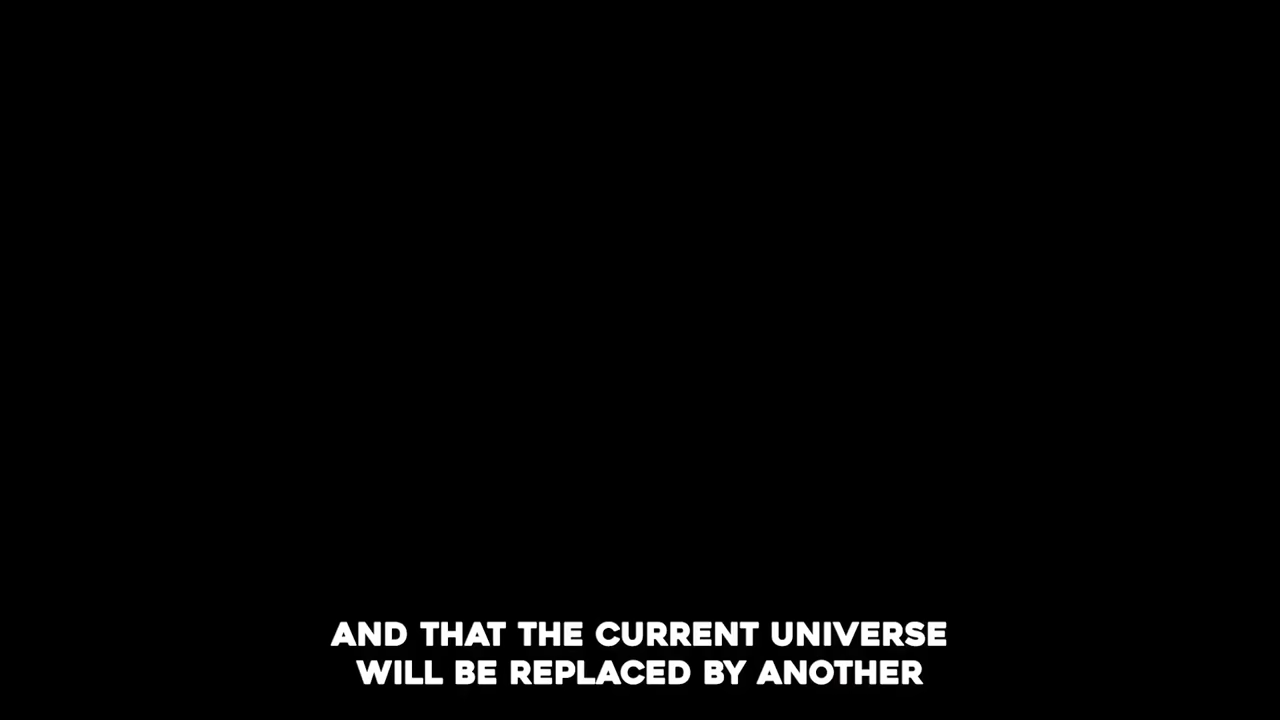 AND THAT THE CURRENT UNIVERSE
WILL BE REPLACED BY ANOTHER